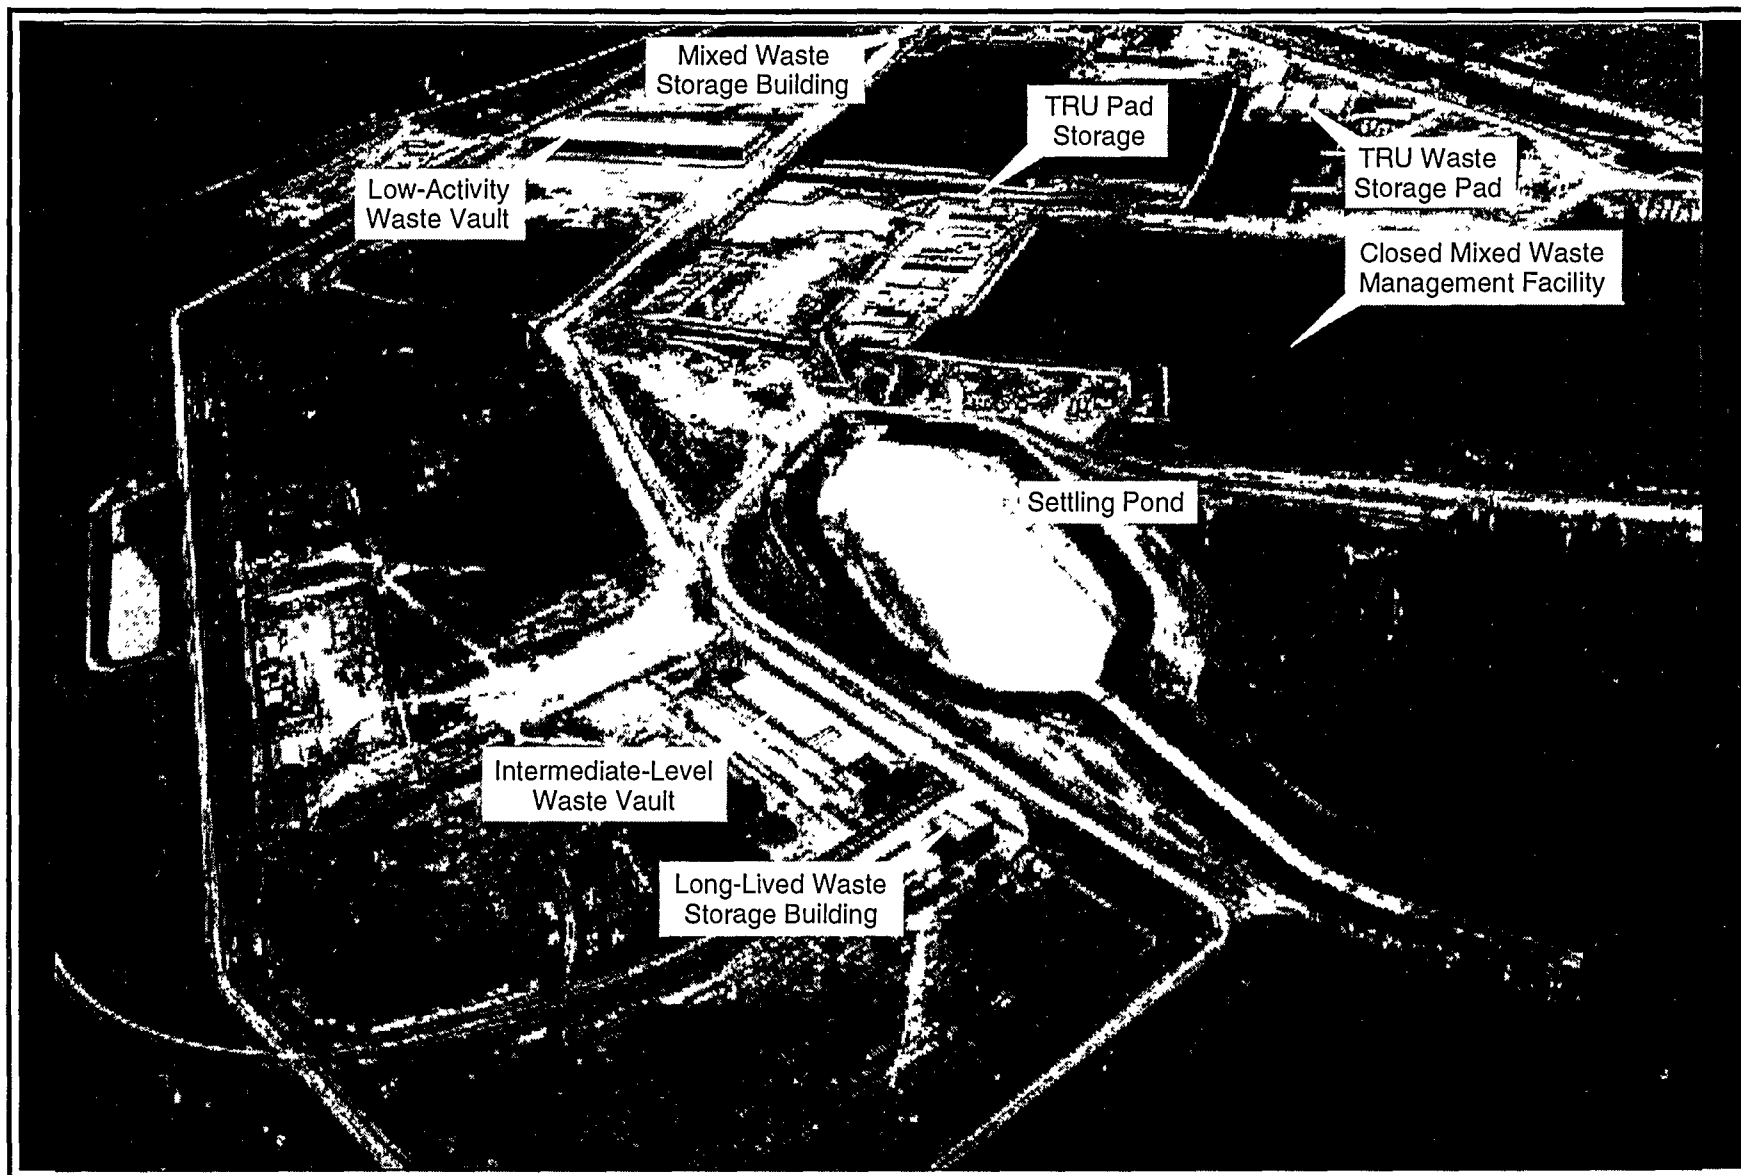 Mixed Waste
Storage Building
TRU Pad
Storage
TRU Waste
Storage Pad
Low-Activity
Waste Vault
Closed Mixed Waste
Management Facility
Settling Pond
Intermediate-Level
Waste Vault
Long-Lived Waste
Storage Building